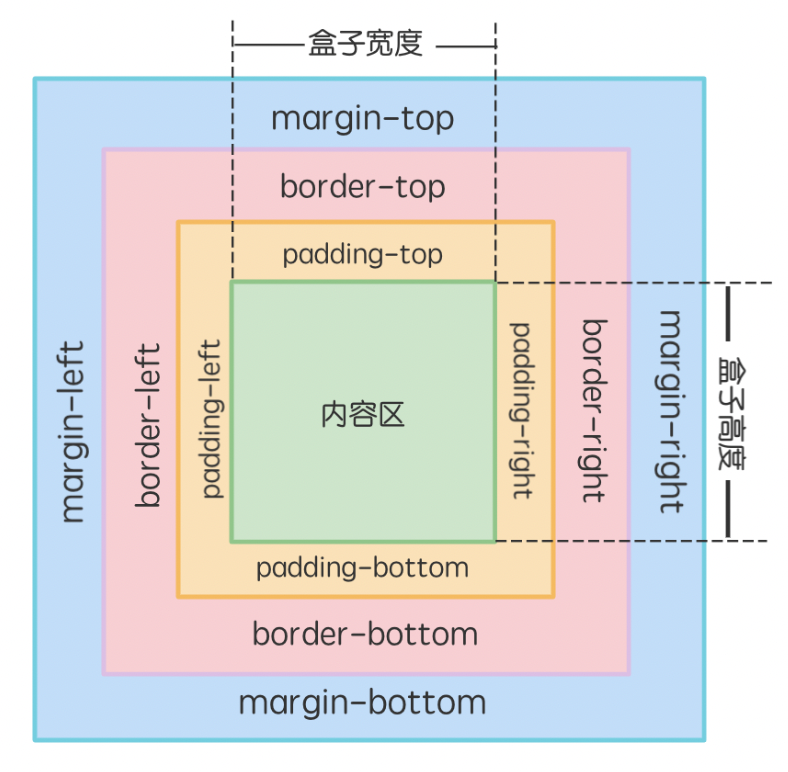 盒子宽度
margin-top
border-top
padding-top
margin-left
border-left
padding-left
内容区
padding-right
border-right
margin-right
盒子高度
padding-bottom
border-bottom
margin-bottom